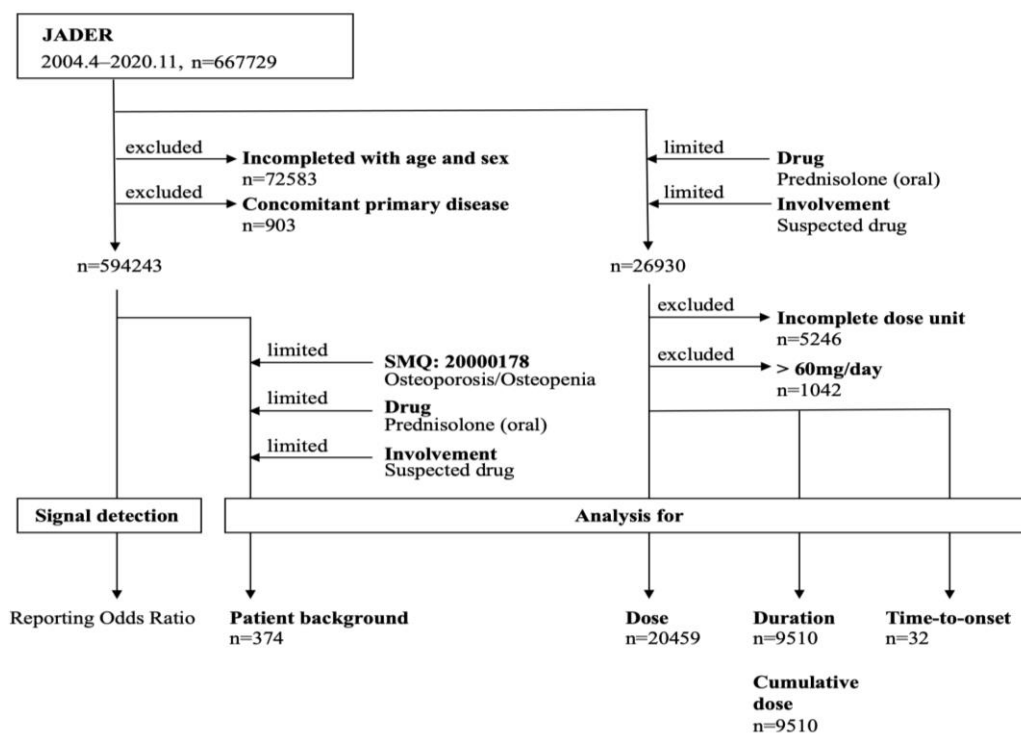 JADER
2004.4–2020.11, n=667729
excluded
Incompleted with age and sex
n=72583
excluded
Concomitant primary disease
n=903
limited
Drug
Prednisolone (oral)
limited
Involvement
Suspected drug
n=594243
n=26930
excluded
Incomplete dose unit
n=5246
excluded
> 60mg/day
n=1042
limited
SMQ: 20000178
Osteoporosis/Osteopenia
limited
Drug
Prednisolone (oral)
limited
Involvement
Suspected drug
Signal detection
Analysis for
Reporting Odds Ratio
Patient background
n=374
Dose
n=20459
Duration
n=9510
Time-to-onset
n=32
Cumulative
dose
n=9510